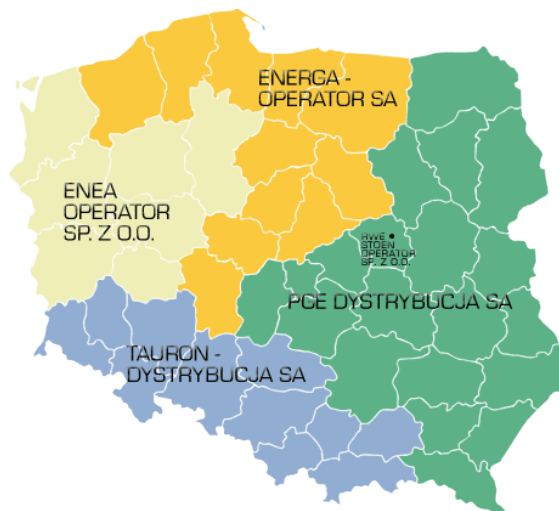 ENERGA -
OPERATOR SA
ENEA
OPERATOR
SP. Z O.O.
RWE
STOEN
OPERATOR
SP. Z O.O.
PGE DYSTRYBUCJA SA
TAURON -
DYSTRYBUCJA SA